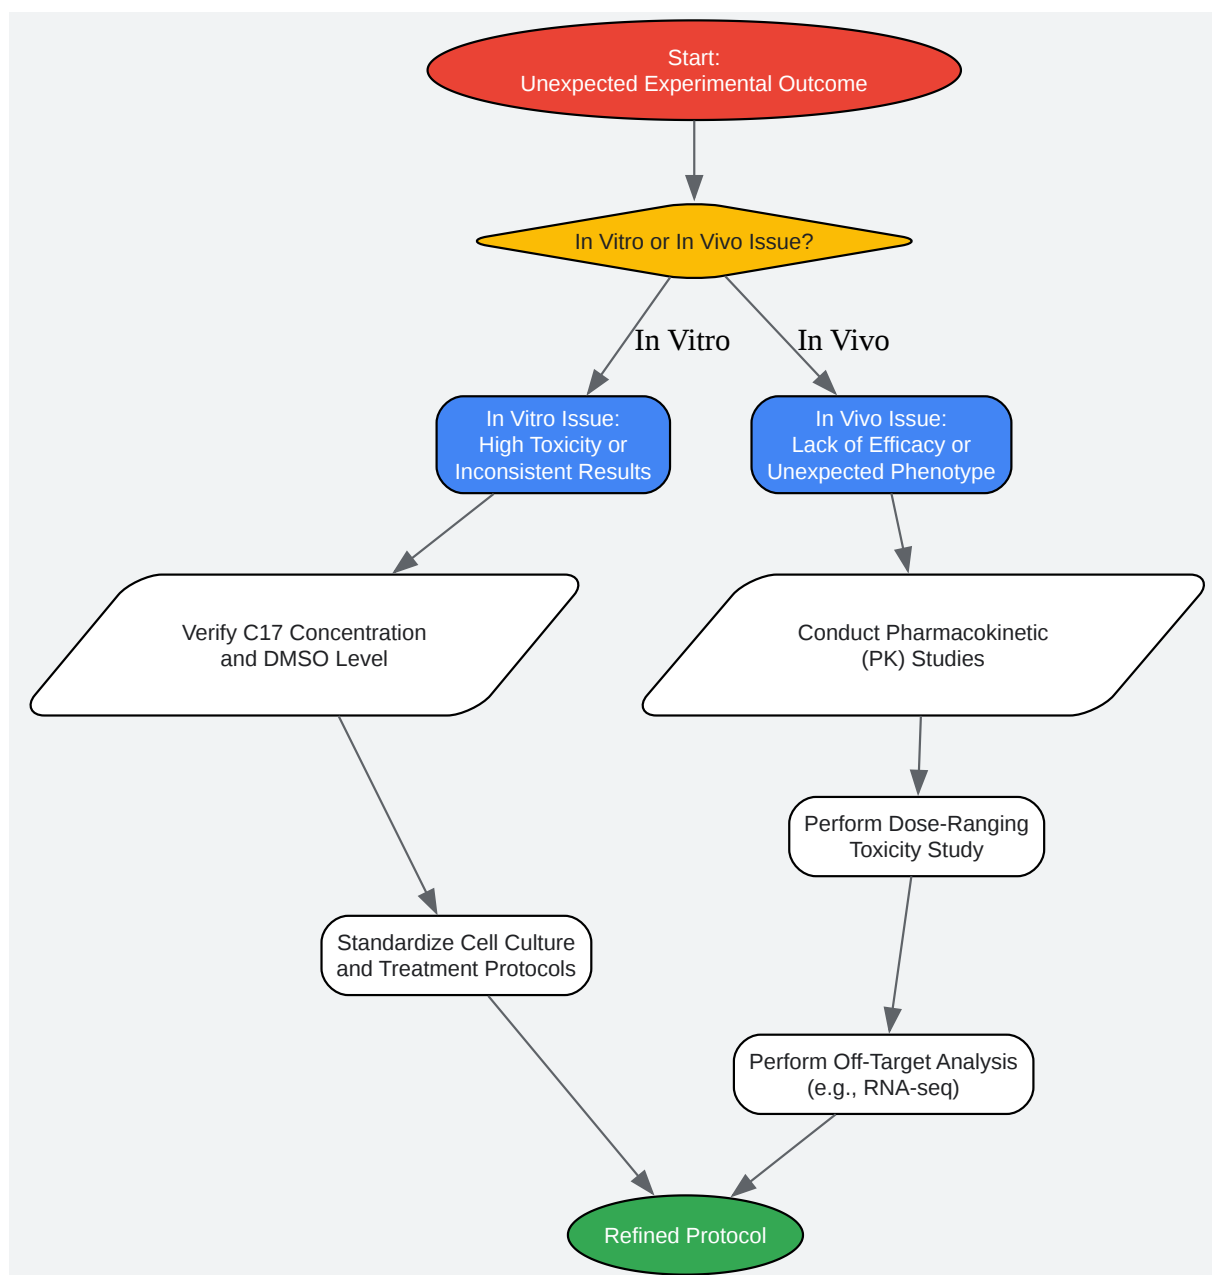 Start:
Unexpected Experimental Outcome
In Vitro or In Vivo Issue?
In Vitro
In Vivo
In Vitro Issue:
High Toxicity or
Inconsistent Results
In Vivo Issue:
Lack of Efficacy or
Unexpected Phenotype
Verify C17 Concentration
and DMSO Level
Conduct Pharmacokinetic
(PK) Studies
Perform Dose-Ranging
Toxicity Study
Standardize Cell Culture
and Treatment Protocols
Perform Off-Target Analysis
(e.g., RNA-seq)
Refined Protocol